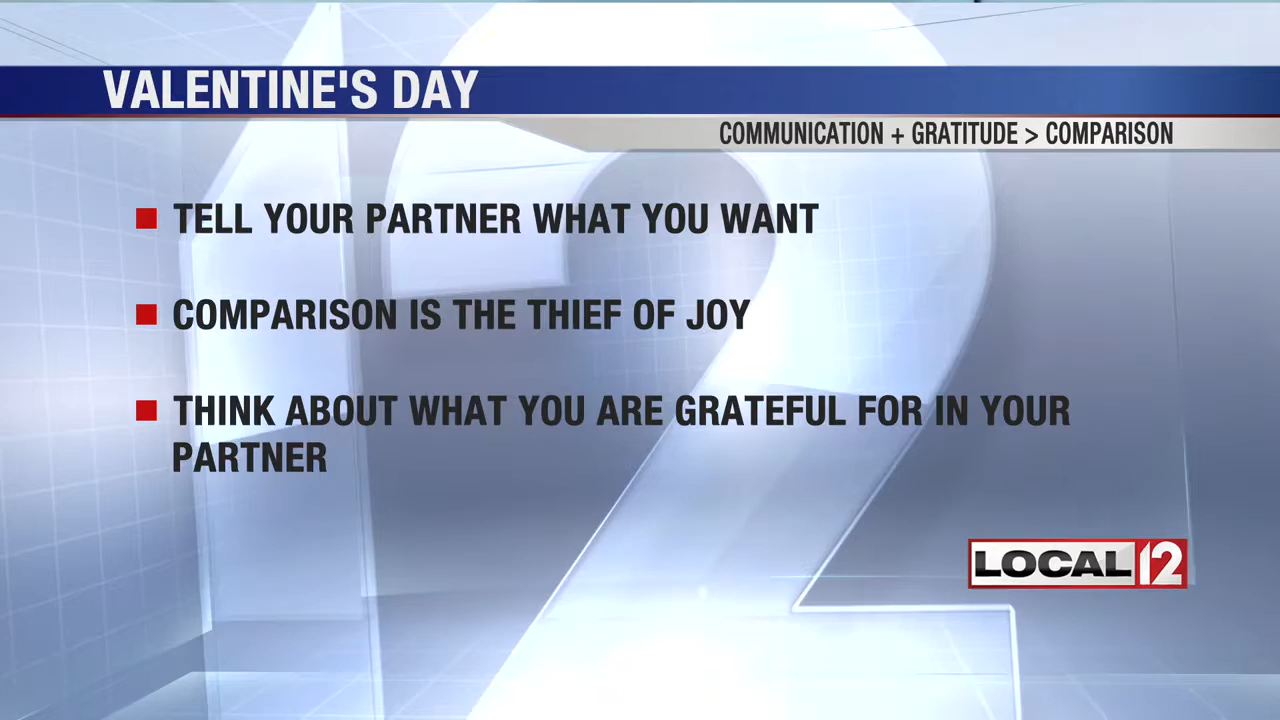 VALENTINE'S DAY
COMMUNICATION + GRATITUDE > COMPARISON
TELL YOUR PARTNER WHAT YOU WANT
COMPARISON IS THE THIEF OF JOY
THINK ABOUT WHAT YOU ARE GRATEFUL FOR IN YOUR
PARTNER
LOCAL 12
12